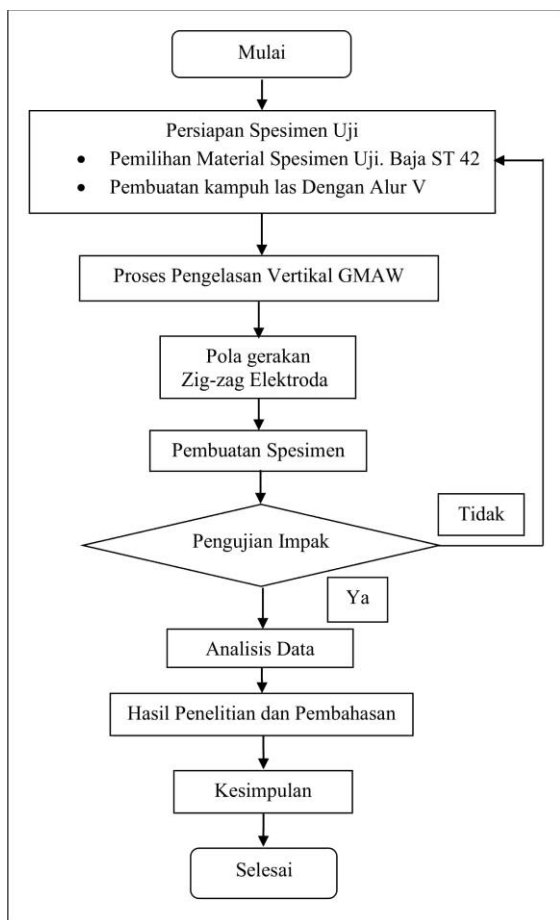 Mulai
Persiapan Spesimen Uji
• Pemilihan Material Spesimen Uji. Baja ST 42
• Pembuatan kampuh las Dengan Alur V
Proses Pengelasan Vertikal GMAW
Pola gerakan
Zig-zag Elektroda
Pembuatan Spesimen
Tidak
Pengujian Impak
Ya
Analisis Data
Hasil Penelitian dan Pembahasan
Kesimpulan
Selesai